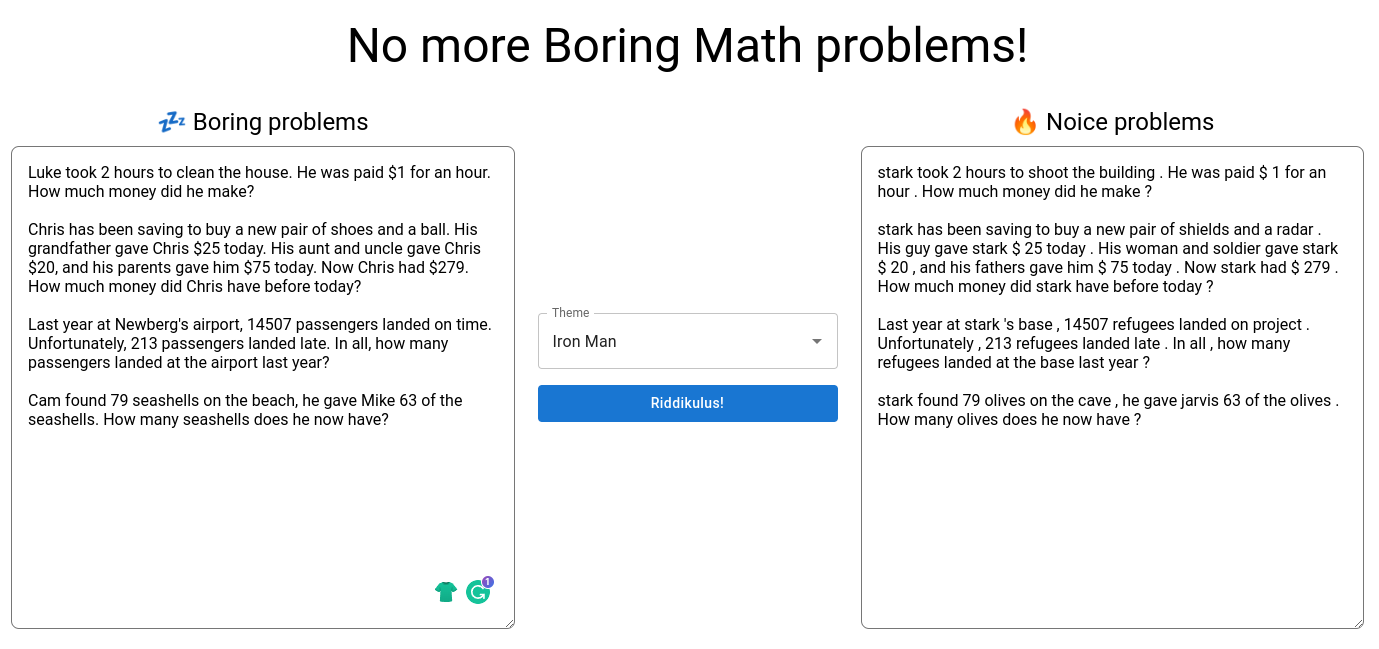 No more Boring Math problems!
💤 Boring problems
Luke took 2 hours to clean the house. He was paid $1 for an hour.
How much money did he make?
Chris has been saving to buy a new pair of shoes and a ball. His
grandfather gave Chris $25 today. His aunt and uncle gave Chris
$20, and his parents gave him $75 today. Now Chris had $279.
How much money did Chris have before today?
Last year at Newberg's airport, 14507 passengers landed on time.
Unfortunately, 213 passengers landed late. In all, how many
passengers landed at the airport last year?
Cam found 79 seashells on the beach, he gave Mike 63 of the
seashells. How many seashells does he now have?
1
Theme
Iron Man
Riddikulus!
🔥 Noice problems
stark took 2 hours to shoot the building . He was paid $ 1 for an
hour . How much money did he make ?
stark has been saving to buy a new pair of shields and a radar .
His guy gave stark $ 25 today . His woman and soldier gave stark
$ 20 , and his fathers gave him $ 75 today . Now stark had $ 279 .
How much money did stark have before today ?
Last year at stark 's base , 14507 refugees landed on project .
Unfortunately , 213 refugees landed late . In all , how many
refugees landed at the base last year ?
stark found 79 olives on the cave , he gave jarvis 63 of the olives .
How many olives does he now have ?